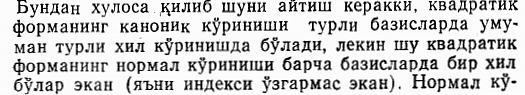 Бундан хулоса қилиб шуни айтиш керакки, квадратик
форманинг каноник кўриниши турли базисларда уму-
ман турли хил кўринишда бўлади, лекин шу квадратик
форманинг нормал кўриниши барча базисларда бир хил
бўлар экан (яъни индекси ўзгармас экан). Нормал кў-